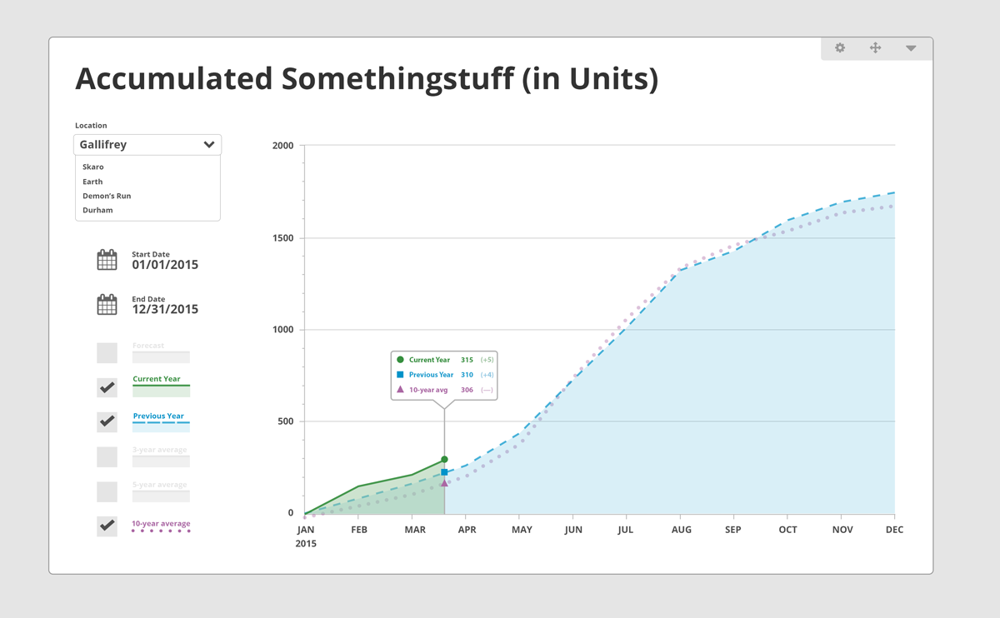 Accumulated Somethingstuff (in Units)
Location
Gallifrey
Skaro
Earth
Demon's Run
Durham
Start Date
01/01/2015
End Date
12/31/2015
Forecast
Current Year
Previous Year
3-year average
5-year average
10-year average
2000
1500
1000
500
0
Current Year 315 (+5)
Previous Year 310 (+4)
10-year avg 306 (—)
JAN FEB MAR APR MAY JUN JUL AUG SEP OCT NOV DEC
2015